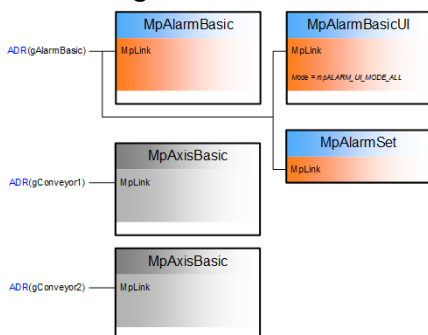 MpAlarmBasic
MpAlarmBasicUI
ADR(gAlarmBasic)
MpLink
MpLink
Mode = mpALARM_UI_MODE_ALL
MpAlarmSet
MpLink
MpAxisBasic
ADR(gConveyor1)
MpLink
MpAxisBasic
ADR(gConveyor2)
MpLink